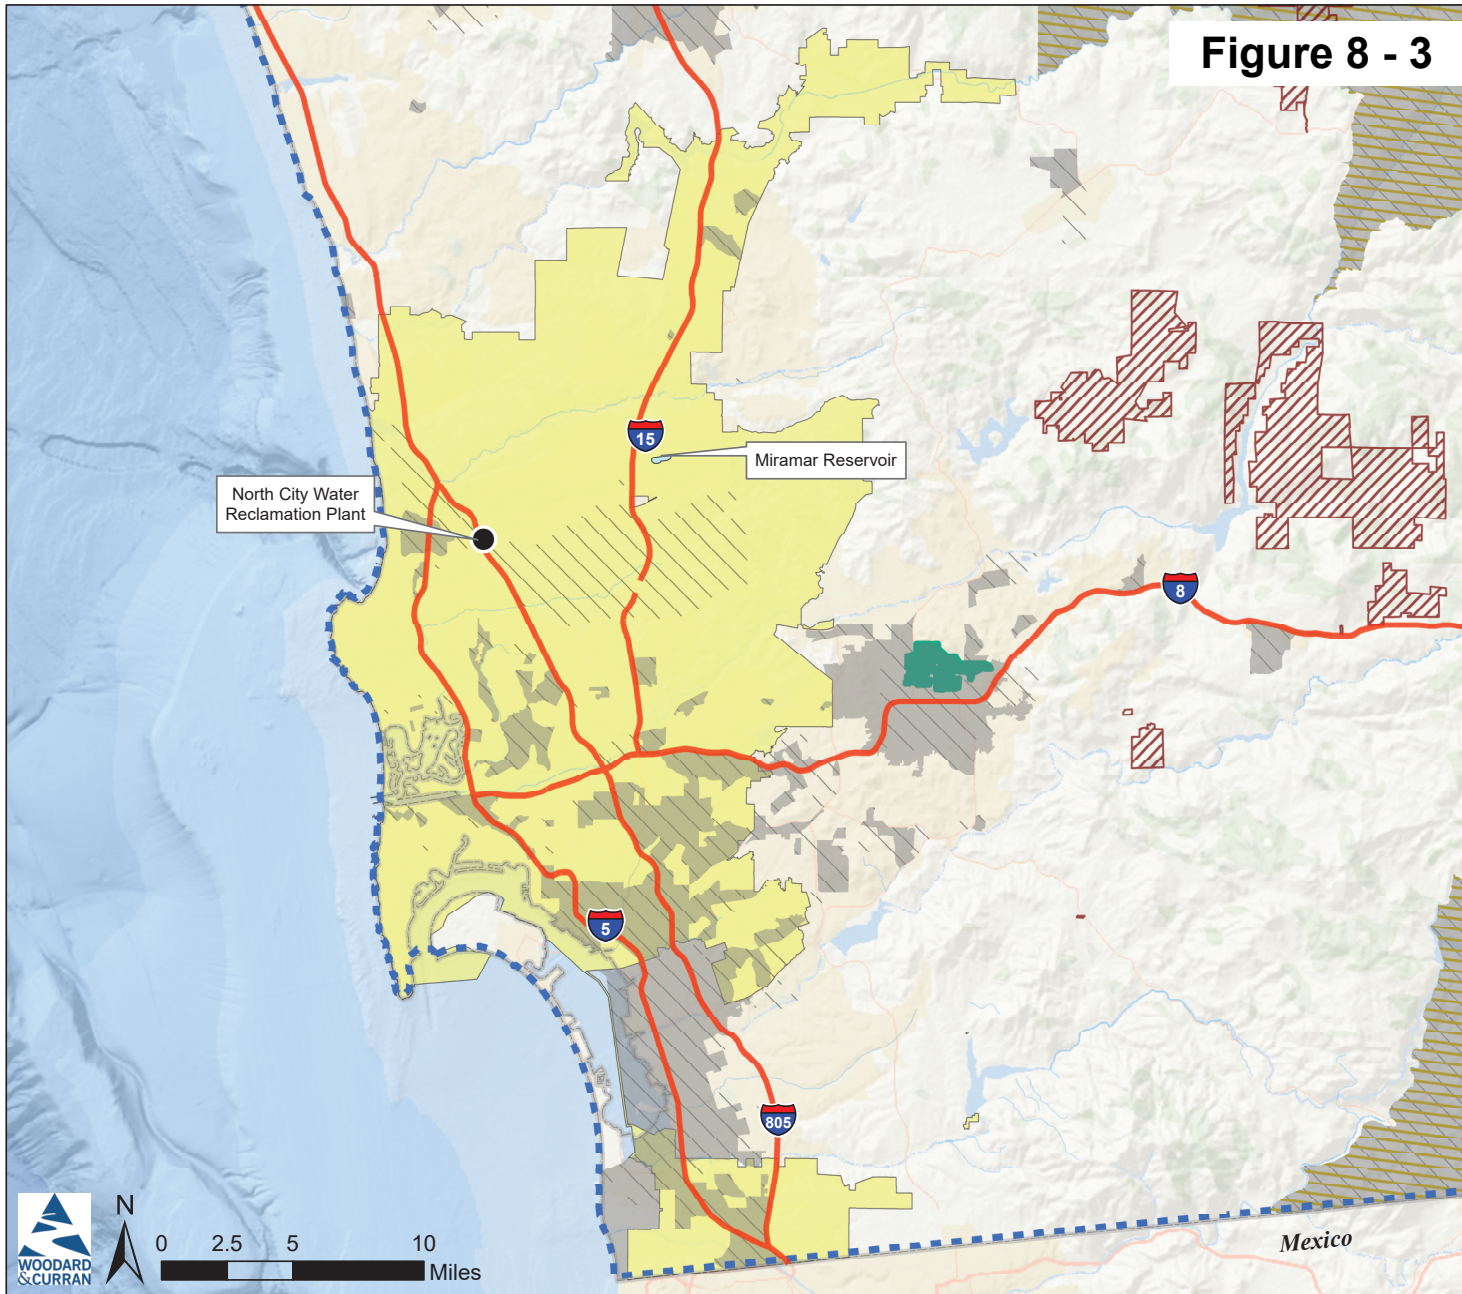 Figure 8 - 3
15
Miramar Reservoir
North City Water
Reclamation Plant
8
5
805
Mexico
WOODARD
&CURRAN
N
0 2.5 5 10
Miles